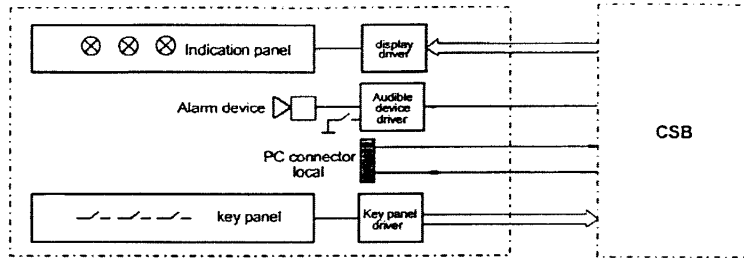 Indication panel
display
driver
Alarm device
Audible
device
driver
CSB
PC connector
local
key panel
Key panel
driver